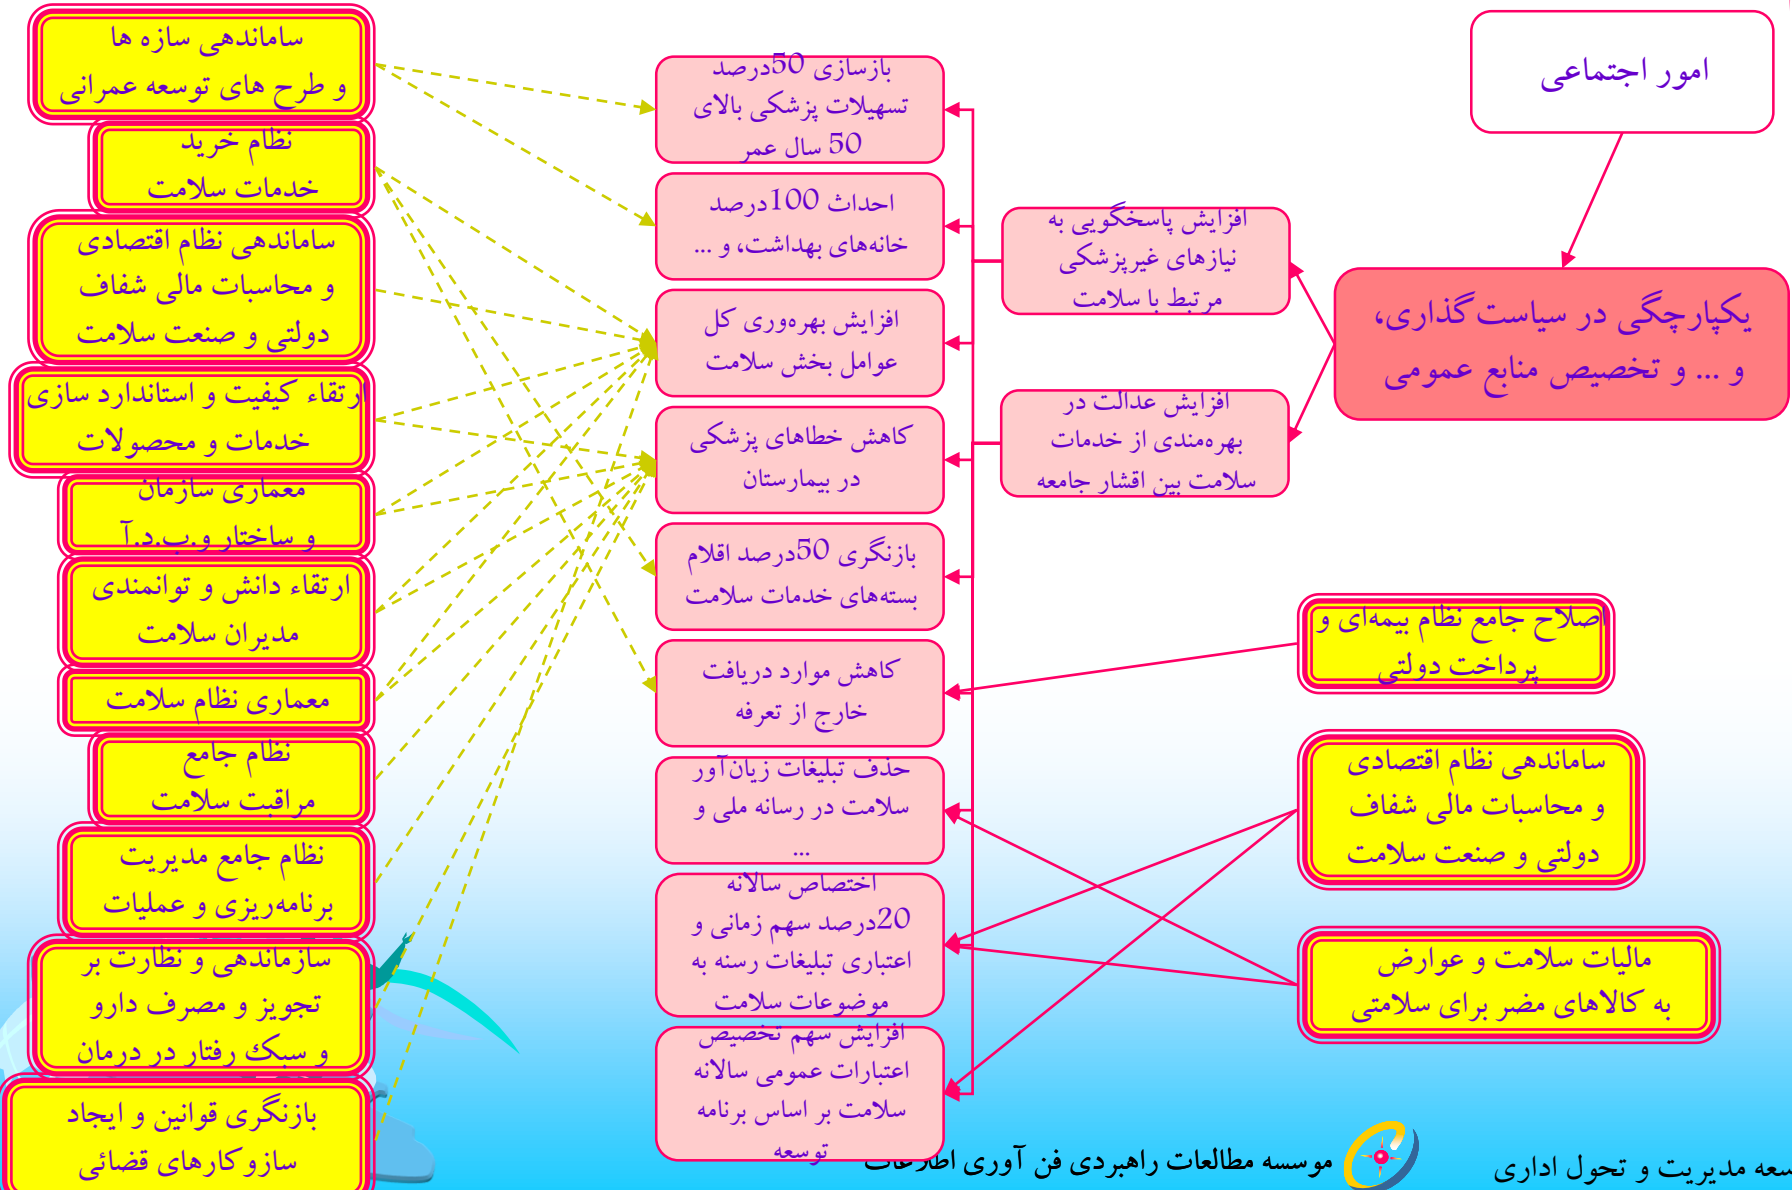 امور اجتماعی
یکپارچگی در سیاست گذاری،
و ... و تخصیص منابع عمومی
افزایش پاسخگویی به
نیازهای غیرپزشکی
مرتبط با سلامت
افزایش عدالت در
بهره‌مندی از خدمات
سلامت بین اقشار جامعه
اصلاح جامع نظام بیمه‌ای و
پرداخت دولتی
ساماندهی نظام اقتصادی
و محاسبات مالی شفاف
دولتی و صنعت سلامت
مالیات سلامت و عوارض
به کالاهای مضر برای سلامتی
بازسازی 50درصد
تسهیلات پزشکی بالای
50 سال عمر
احداث 100درصد
خانه‌های بهداشت، و ...
افزایش بهره‌وری کل
عوامل بخش سلامت
کاهش خطاهای پزشکی
در بیمارستان
بازنگری 50درصد اقلام
بسته‌های خدمات سلامت
کاهش موارد دریافت
خارج از تعرفه
حذف تبلیغات زیان‌آور
سلامت در رسانه ملی و
...
اختصاص سالانه
20درصد سهم زمانی و
اعتباری تبلیغات رسنه به
موضوعات سلامت
افزایش سهم تخصیص
اعتبارات عمومی سالانه
سلامت بر اساس برنامه
توسعه
ساماندهی سازه ها
و طرح های توسعه عمرانی
نظام خرید
خدمات سلامت
ساماندهی نظام اقتصادی
و محاسبات مالی شفاف
دولتی و صنعت سلامت
ارتقاء کیفیت و استاندارد سازی
خدمات و محصولات
معماری سازمان
و ساختار و.ب.د.آ
ارتقاء دانش و توانمندی
مدیران سلامت
معماری نظام سلامت
نظام جامع
مراقبت سلامت
نظام جامع مدیریت
برنامه‌ریزی و عملیات
سازماندهی و نظارت بر
تجویز و مصرف دارو
و سبک رفتار در درمان
بازنگری قوانین و ایجاد
سازوکارهای قضائی
سعه مدیریت و تحول اداری
موسسه مطالعات راهبردی فن آوری اطلاعات